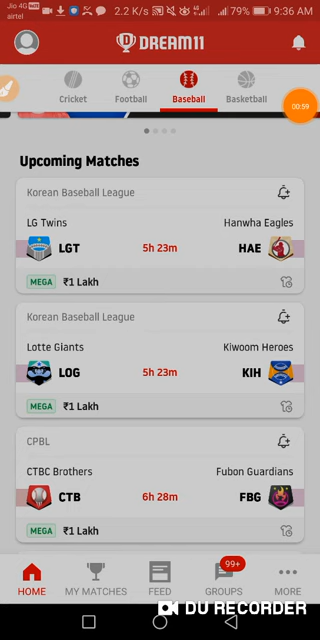 Jio 4G VoLTE 2.2 K/s 79% 9:36 AM
airtel
DREAM11
Cricket Football Baseball Basketball
00:59
Upcoming Matches
Korean Baseball League
LG Twins Hanwha Eagles
LGT 5h 23m HAE
MEGA ₹1 Lakh
Korean Baseball League
Lotte Giants Kiwoom Heroes
LOG 5h 23m KIH
MEGA ₹1 Lakh
CPBL
CTBC Brothers Fubon Guardians
CTB 6h 28m FBG
MEGA ₹1 Lakh
99+
HOME MY MATCHES FEED GROUPS MORE
DU RECORDER